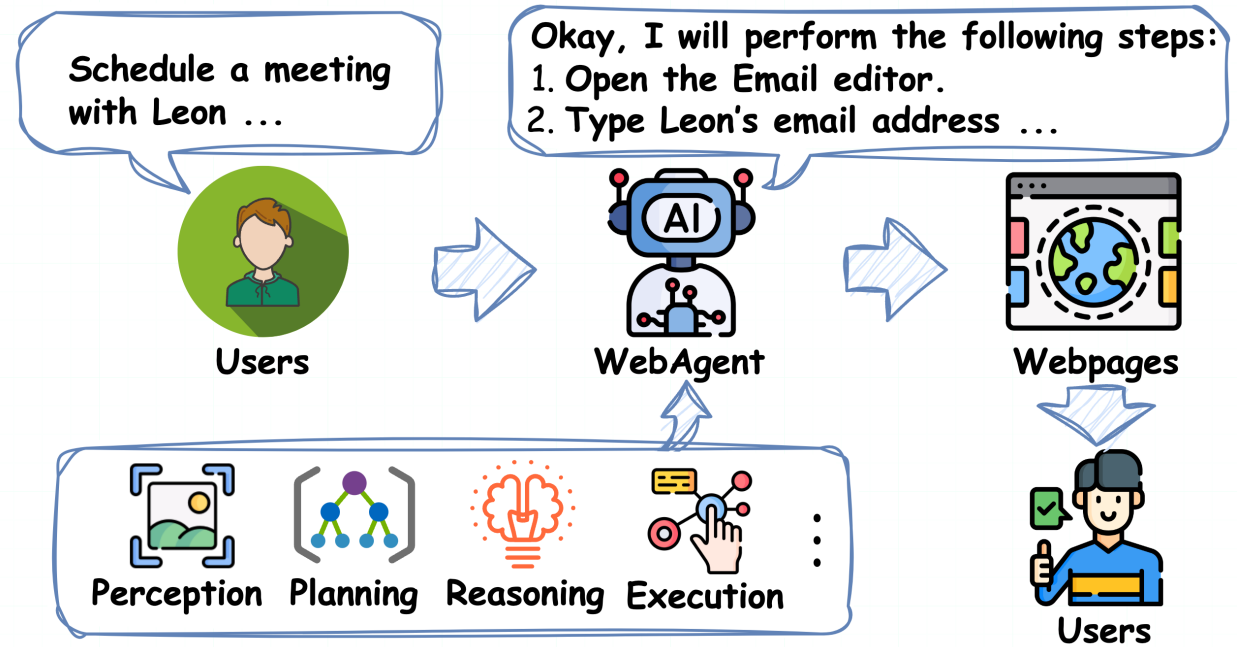 Schedule a meeting
with Leon ...
Okay, I will perform the following steps:
1. Open the Email editor.
2. Type Leon's email address ...
AI
Users
WebAgent
Webpages
Perception
Planning
Reasoning
Execution
Users